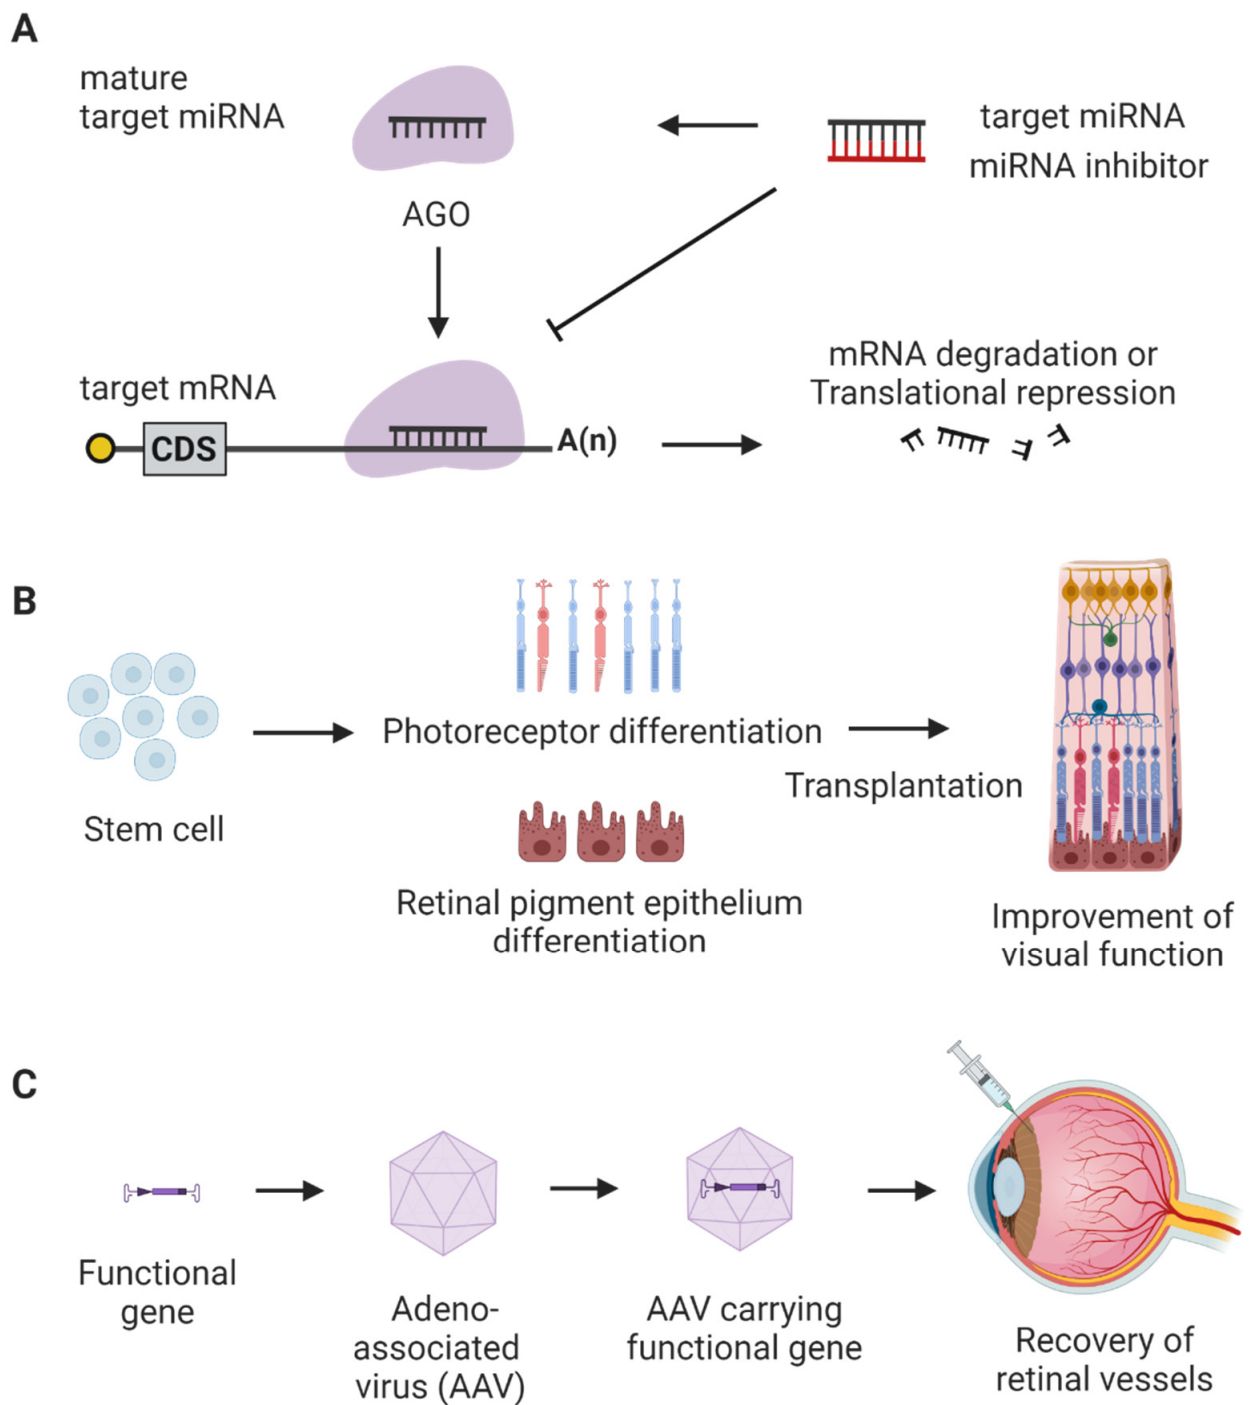 A
mature
target miRNA
AGO
target miRNA
miRNA inhibitor
target mRNA
CDS
A(n)
mRNA degradation or
Translational repression
B
Stem cell
Photoreceptor differentiation
Retinal pigment epithelium
differentiation
Transplantation
Improvement of
visual function
C
Functional
gene
Adeno-
associated
virus (AAV)
AAV carrying
functional gene
Recovery of
retinal vessels